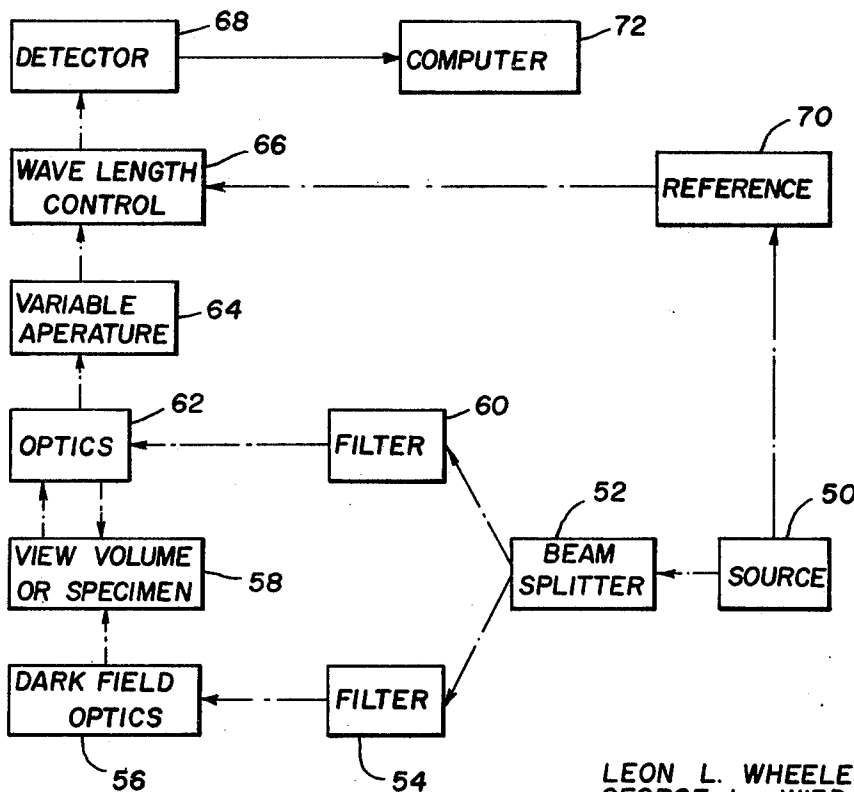 68
72
DETECTOR
COMPUTER
70
66
WAVE LENGTH
CONTROL
REFERENCE
VARIABLE
APERATURE
64
62
60
OPTICS
FILTER
52
50
VIEW VOLUME
OR SPECIMEN
58
BEAM
SPLITTER
SOURCE
DARK FIELD
OPTICS
FILTER
56
54
LEON L. WHEELE